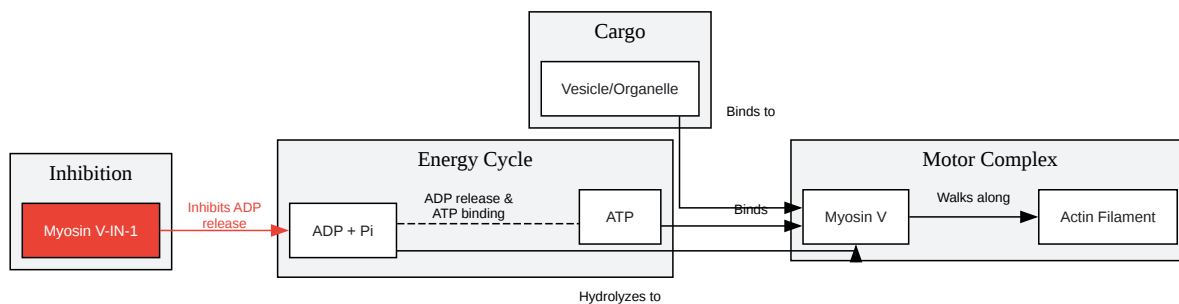 Cargo
Vesicle/Organelle
Binds to
Inhibition
Myosin V-IN-1
Inhibits ADP
release
Energy Cycle
ADP + Pi
ADP release &
ATP binding
ATP
Binds
Motor Complex
Myosin V
Walks along
Actin Filament
Hydrolyzes to